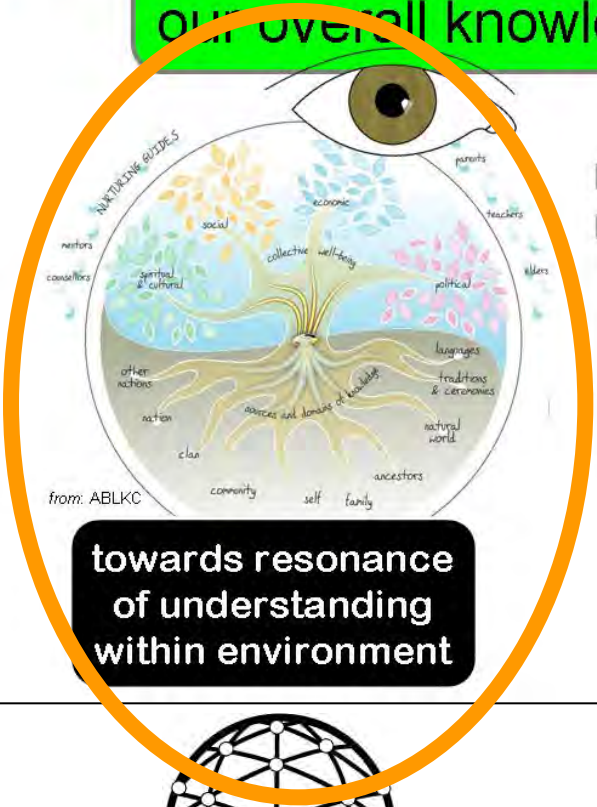 our overall knowl
NURTURING GUIDES
parents
mentors
teachers
counsellors
elders
social
economic
collective well-being
spiritual
& cultural
political
languages
other
nations
traditions
& ceremonies
sources and domains of knowledge
nation
natural
world
clan
ancestors
community
self
family
from: ABLKC
towards resonance
of understanding
within environment